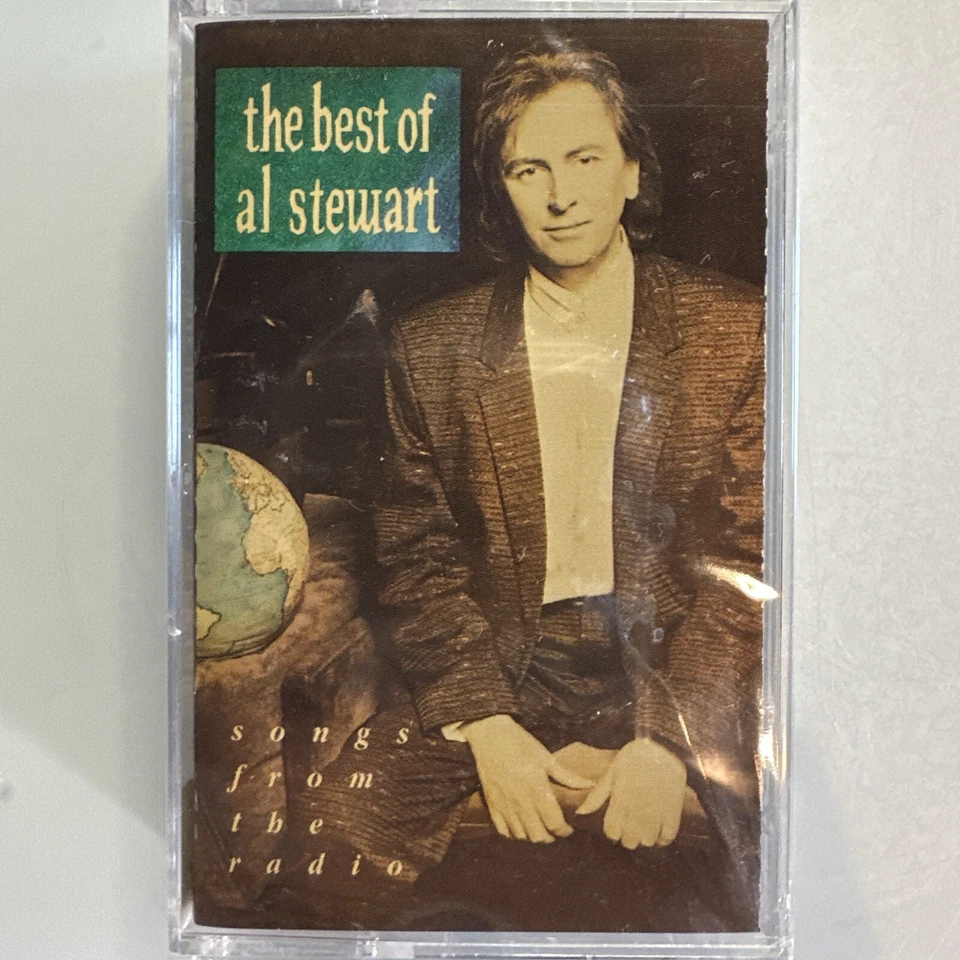 the best of
al stewart
songs
from
the
radio